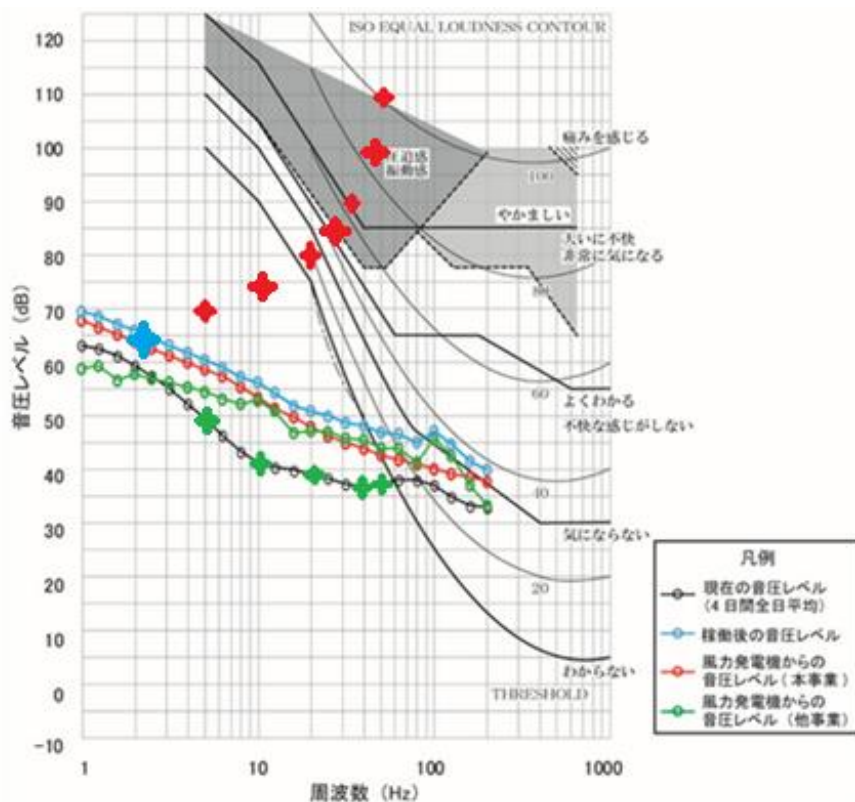 ISO EQUAL LOUDNESS CONTOUR
音圧レベル (dB)
120
110
100
90
80
70
60
50
40
30
20
10
0
-10
痛みを感じる
100
圧迫感
振動感
やかましい
大いに不快
非常に気になる
80
60
よくわかる
不快な感じがしない
40
気にならない
20
わからない
THRESHOLD
1
10
100
1000
周波数 (Hz)
凡例
現在の音圧レベル
(4日間全日平均)
稼働後の音圧レベル
風力発電機からの
音圧レベル(本事業)
風力発電機からの
音圧レベル(他事業)